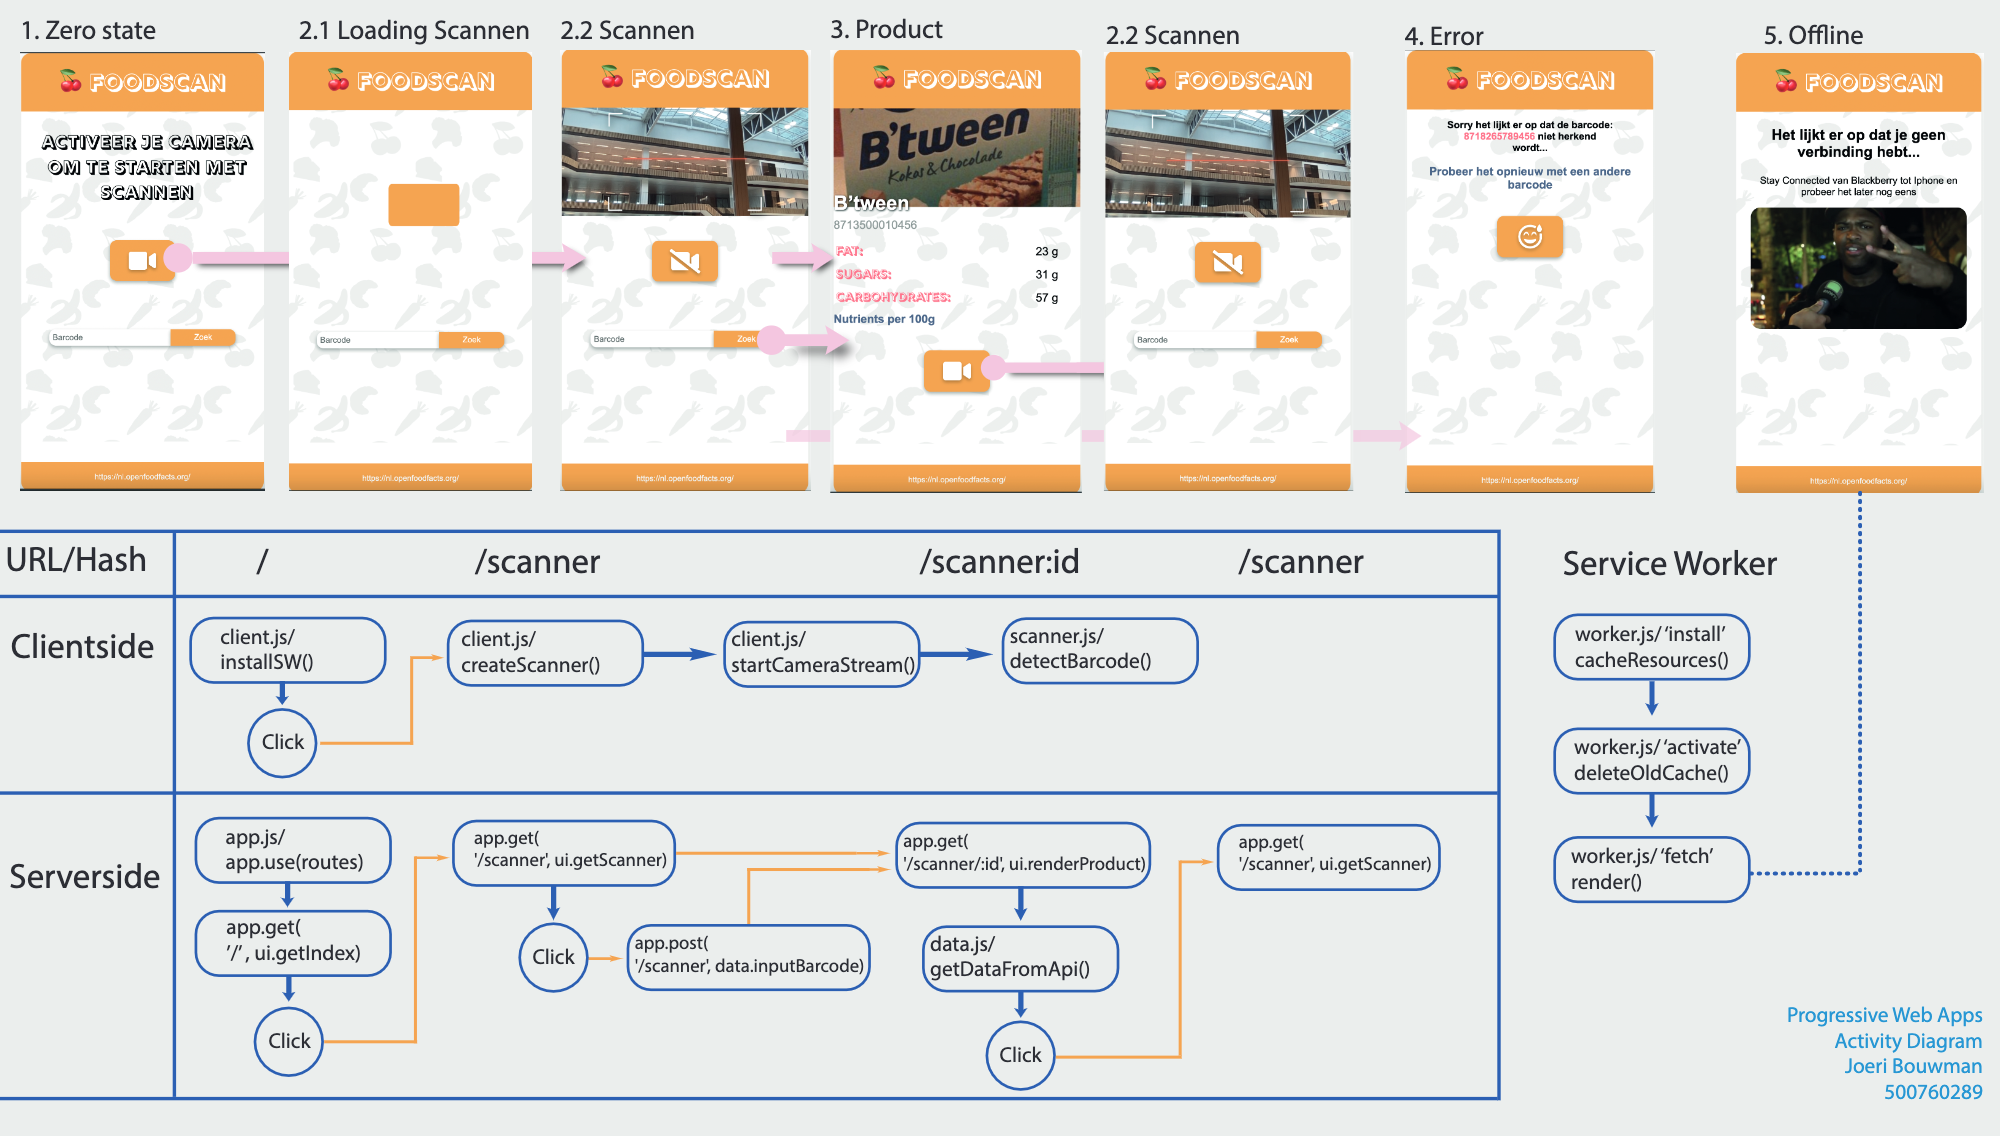 1. Zero state
2.1 Loading Scannen
2.2 Scannen
3. Product
2.2 Scannen
4. Error
5. Offline
FOODSCAN
ACTIVEER JE CAMERA
OM TE STARTEN MET
SCANNEN
Barcode
Zoek
https://nl.openfoodfacts.org/
FOODSCAN
Barcode
Zoek
https://nl.openfoodfacts.org/
FOODSCAN
Barcode
Zoek
https://nl.openfoodfacts.org/
FOODSCAN
B'tween
Kokos & Chocolade
B'tween
8713500010456
FAT: 23 g
SUGARS: 31 g
CARBOHYDRATES: 57 g
Nutrients per 100g
https://nl.openfoodfacts.org/
FOODSCAN
Barcode
Zoek
https://nl.openfoodfacts.org/
FOODSCAN
Sorry het lijkt er op dat de barcode:
8718265789456 niet herkend
wordt...
Probeer het opnieuw met een andere
barcode
https://nl.openfoodfacts.org/
FOODSCAN
Het lijkt er op dat je geen
verbinding hebt...
Stay Connected van Blackberry tot Iphone en
probeer het later nog eens
https://nl.openfoodfacts.org/
URL/Hash
/
/scanner
/scanner:id
/scanner
Clientside
client.js/
installSW()
Click
client.js/
createScanner()
client.js/
startCameraStream()
scanner.js/
detectBarcode()
Serverside
app.js/
app.use(routes)
app.get(
'/' , ui.getIndex)
Click
app.get(
'/scanner', ui.getScanner)
Click
app.post(
'/scanner', data.inputBarcode)
app.get(
'/scanner/:id', ui.renderProduct)
data.js/
getDataFromApi()
Click
app.get(
'/scanner', ui.getScanner)
Service Worker
worker.js/ 'install'
cacheResources()
worker.js/ 'activate'
deleteOldCache()
worker.js/ 'fetch'
render()
Progressive Web Apps
Activity Diagram
Joeri Bouwman
500760289